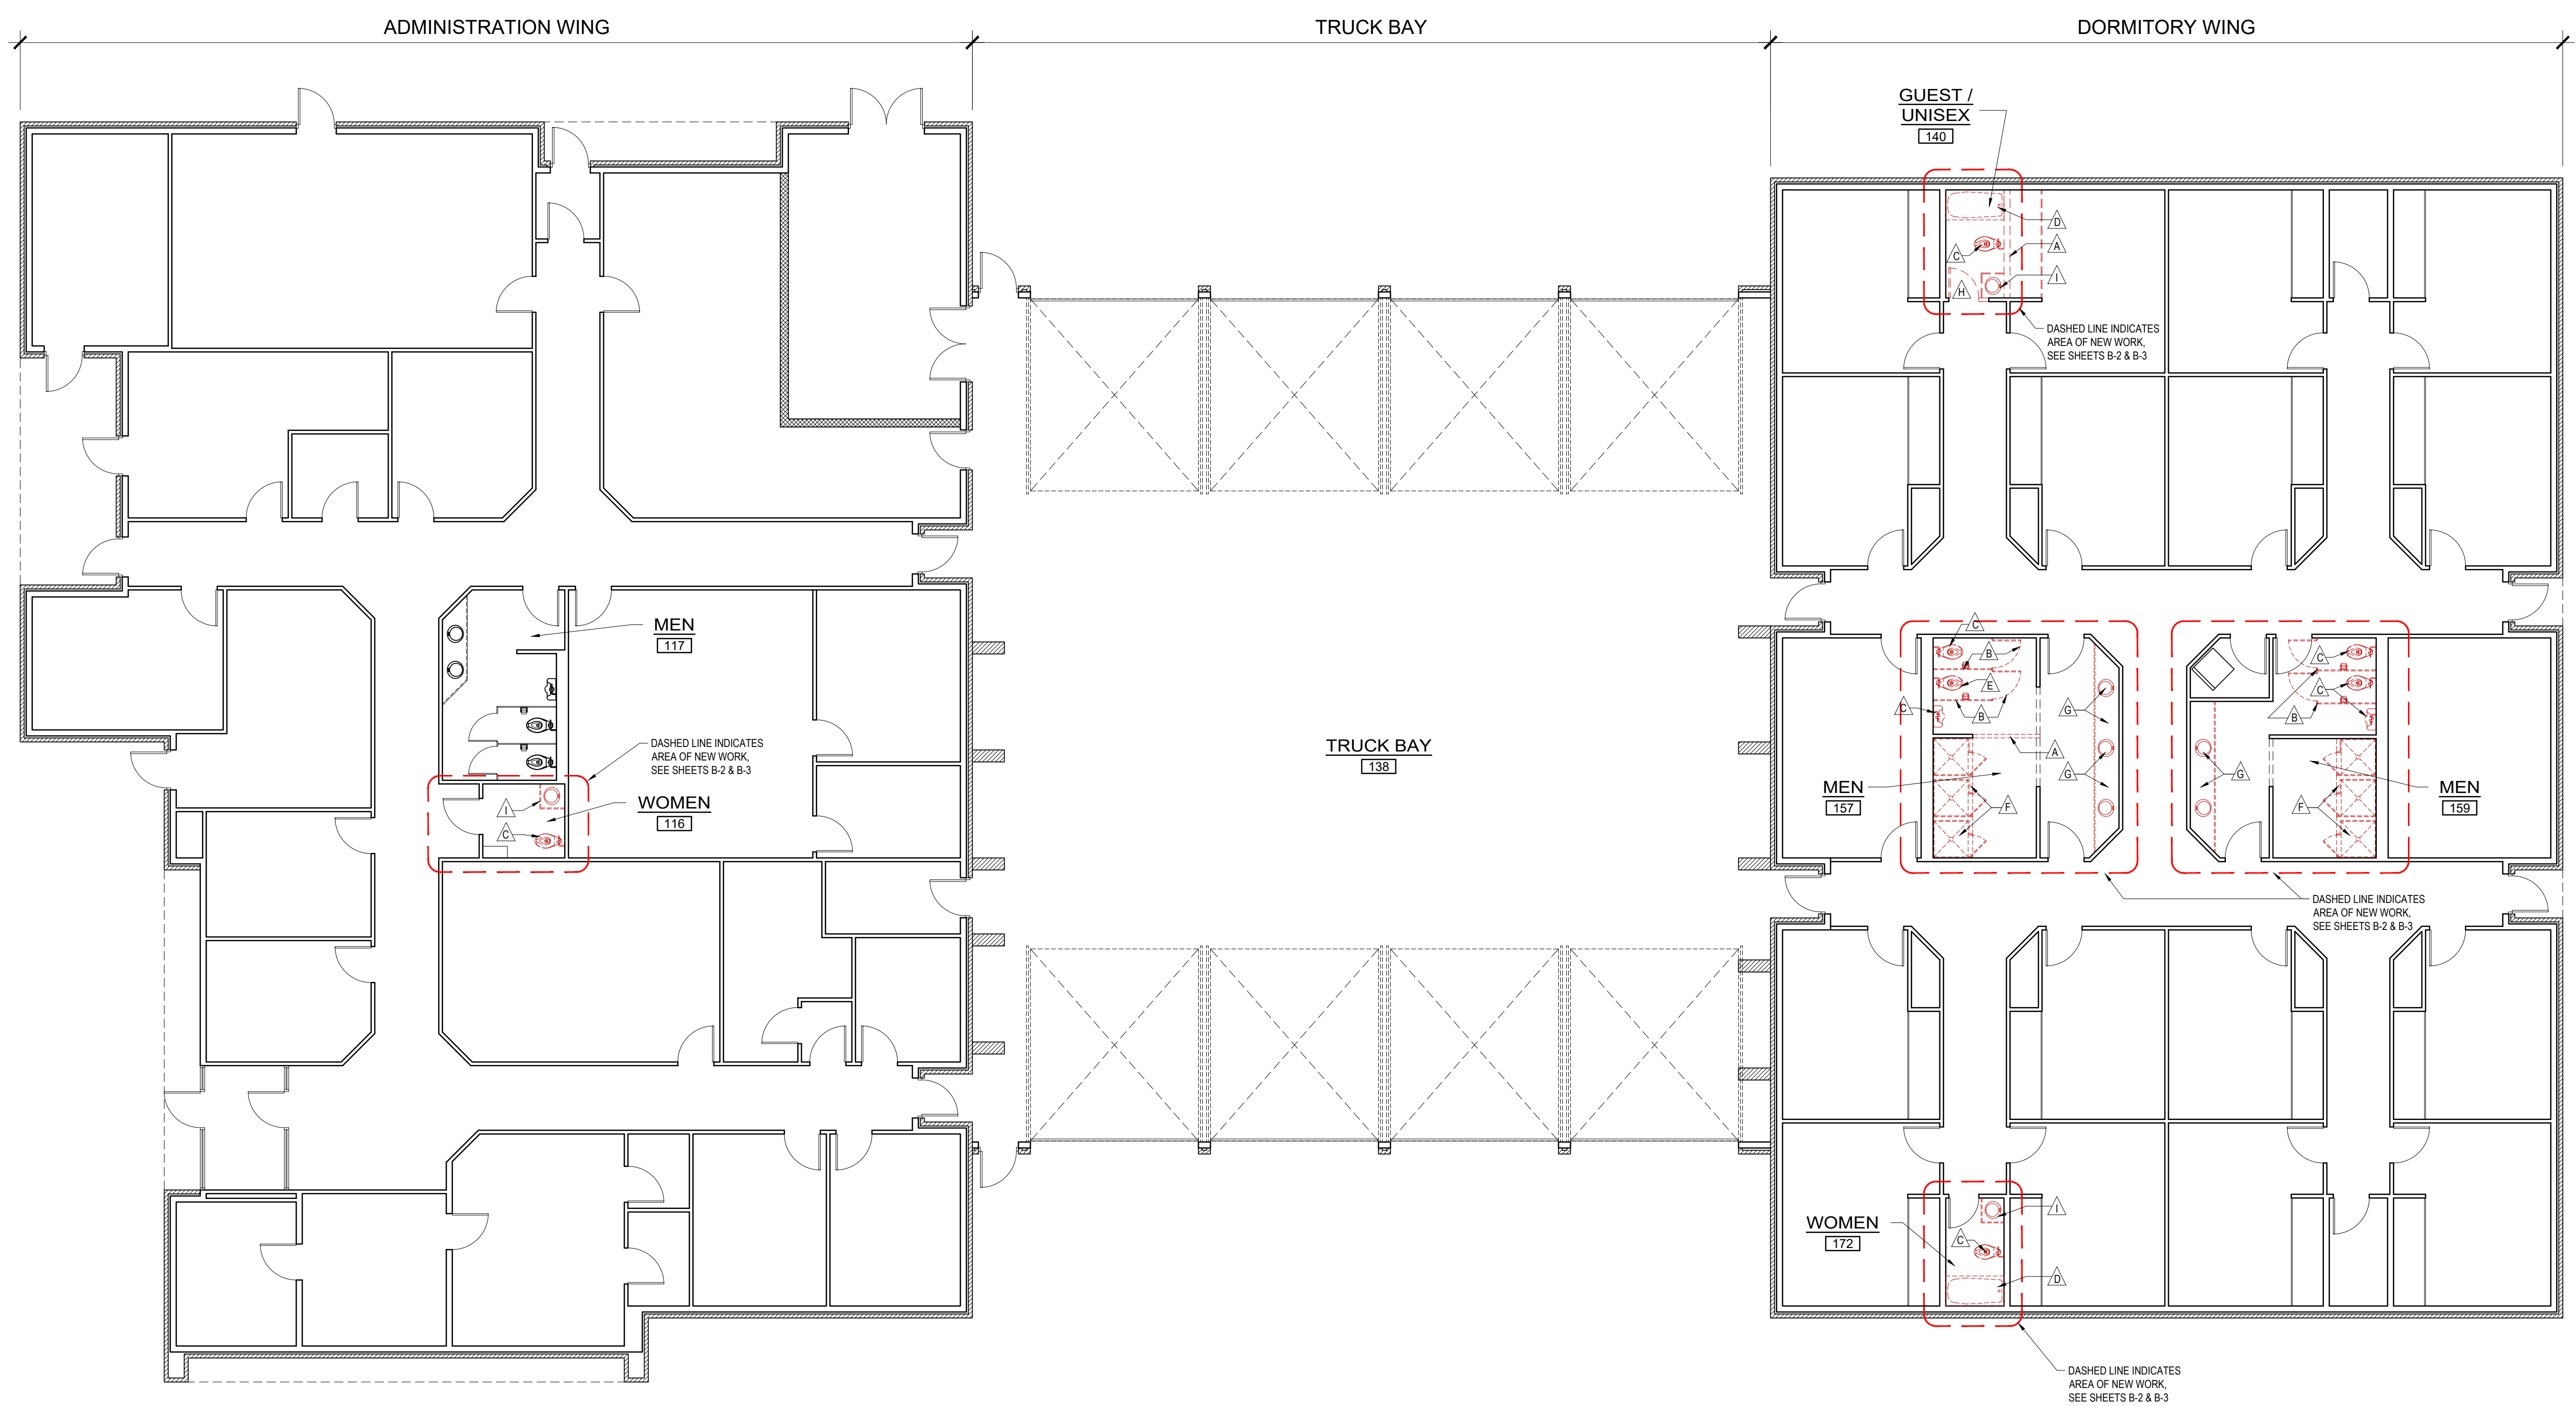 ADMINISTRATION WING
TRUCK BAY
DORMITORY WING
GUEST /
UNISEX
140
D
A
C
I
H
DASHED LINE INDICATES
AREA OF NEW WORK,
SEE SHEETS B-2 & B-3
MEN
117
DASHED LINE INDICATES
AREA OF NEW WORK,
SEE SHEETS B-2 & B-3
WOMEN
116
I
C
TRUCK BAY
138
C
B
E
C
B
G
A
G
F
MEN
157
C
C
B
G
F
MEN
159
DASHED LINE INDICATES
AREA OF NEW WORK,
SEE SHEETS B-2 & B-3
WOMEN
172
I
C
D
DASHED LINE INDICATES
AREA OF NEW WORK,
SEE SHEETS B-2 & B-3